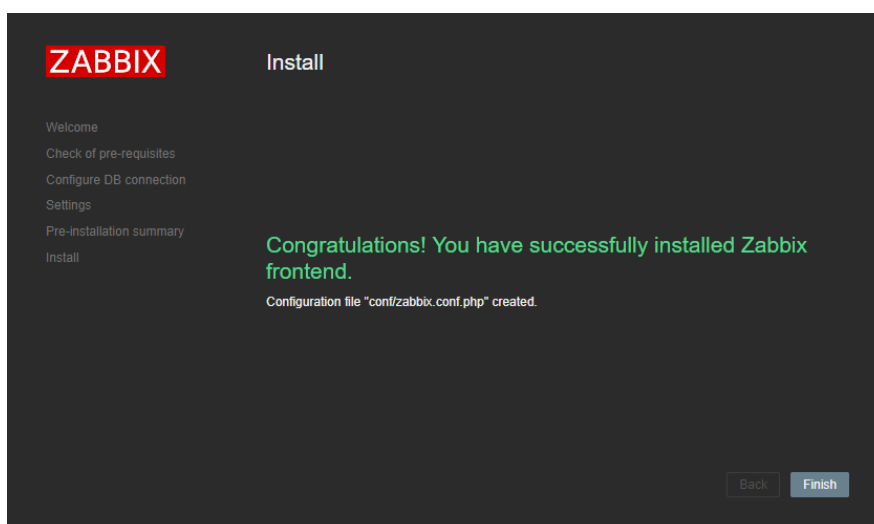 ZABBIX
Install
Welcome
Check of pre-requisites
Configure DB connection
Settings
Pre-installation summary
Install
Congratulations! You have successfully installed Zabbix
frontend.
Configuration file "conf/zabbix.conf.php" created.
Back
Finish